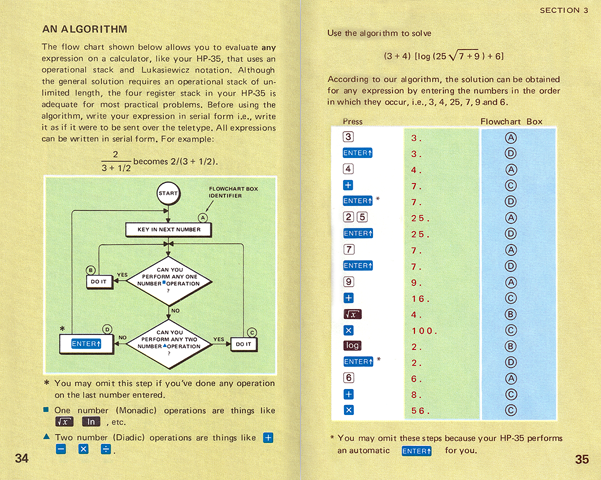 AN ALGORITHM
The flow chart shown below allows you to evaluate any
expression on a calculator, like your HP-35, that uses an
operational stack and Lukasiewicz notation. Although
the general solution requires an operational stack of un-
limited length, the four register stack in your HP-35 is
adequate for most practical problems. Before using the
algorithm, write your expression in serial form i.e., write
it as if it were to be sent over the teletype. All expressions
can be written in serial form. For example:
2
3 + 1/2
becomes 2/(3 + 1/2).
START
FLOWCHART BOX
IDENTIFIER
A
KEY IN NEXT NUMBER
B
DO IT
YES
CAN YOU
PERFORM ANY ONE
NUMBER ■ OPERATION
?
NO
* D
ENTER↑
NO
CAN YOU
PERFORM ANY TWO
NUMBER ▲ OPERATION
?
YES
C
DO IT
* You may omit this step if you've done any operation
on the last number entered.
■ One number (Monadic) operations are things like
√x ln , etc.
▲ Two number (Diadic) operations are things like +
− × ÷ .
34
SECTION 3
Use the algorithm to solve
(3 + 4) [log (25 √7 + 9 ) + 6]
According to our algorithm, the solution can be obtained
for any expression by entering the numbers in the order
in which they occur, i.e., 3, 4, 25, 7, 9 and 6.
Press Flowchart Box
3 3. A
ENTER↑ 3. D
4 4. A
+ 7. C
ENTER↑ * 7. D
2 5 25. A
ENTER↑ 25. D
7 7. A
ENTER↑ 7. D
9 9. A
+ 16. C
√x 4. B
× 100. C
log 2. B
ENTER↑ * 2. D
6 6. A
+ 8. C
× 56. C
* You may omit these steps because your HP-35 performs
an automatic ENTER↑ for you.
35